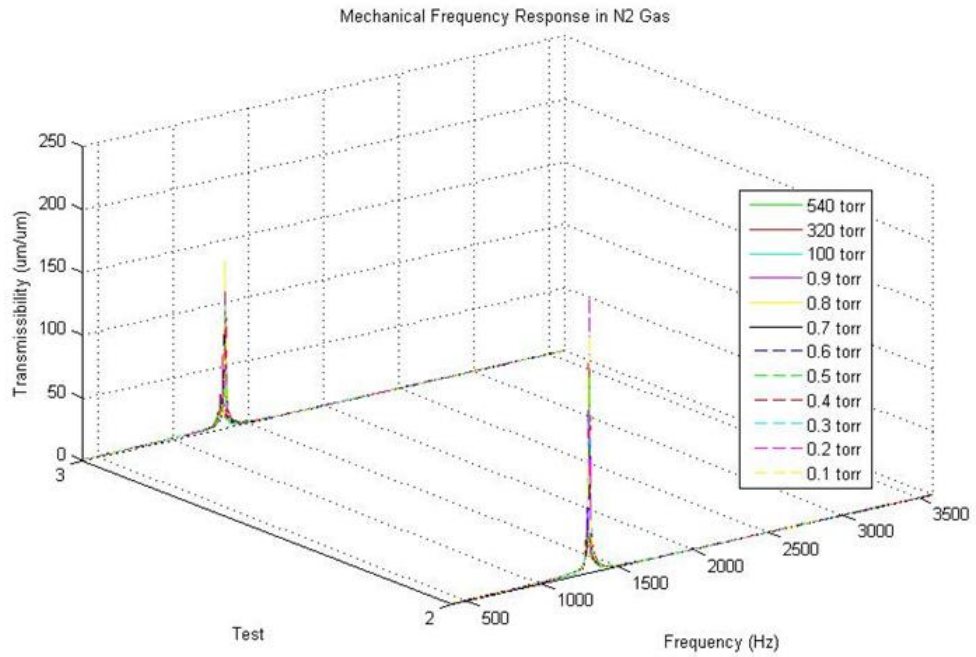 Mechanical Frequency Response in N2 Gas
250
200
150
100
50
0
Transmissibility (um/um)
3
2
Test
500
1000
1500
2000
2500
3000
3500
Frequency (Hz)
540 torr
320 torr
100 torr
0.9 torr
0.8 torr
0.7 torr
0.6 torr
0.5 torr
0.4 torr
0.3 torr
0.2 torr
0.1 torr